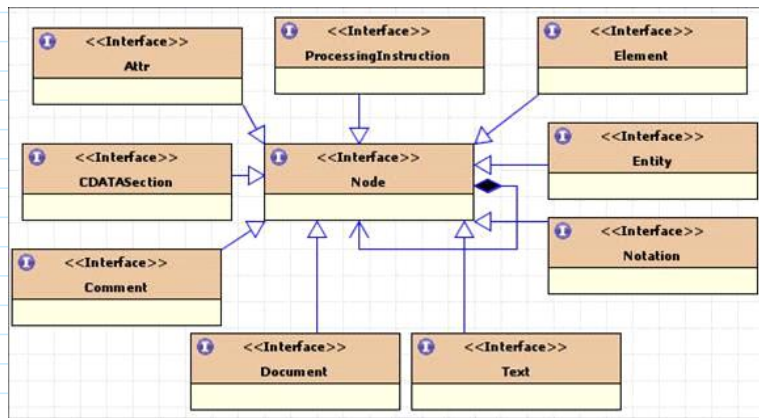 <<Interface>>
Attr
<<Interface>>
ProcessingInstruction
<<Interface>>
Element
<<Interface>>
CDATASection
<<Interface>>
Node
<<Interface>>
Entity
<<Interface>>
Notation
<<Interface>>
Comment
<<Interface>>
Document
<<Interface>>
Text